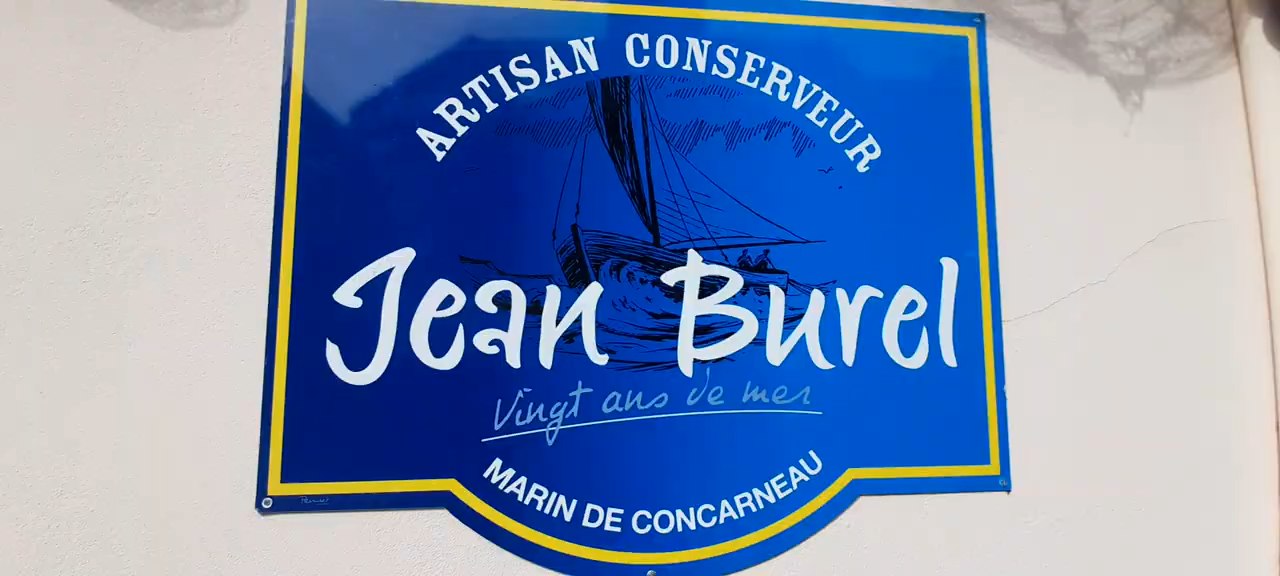 ARTISAN CONSERVEUR
Jean Burel
Vingt ans de mer
MARIN DE CONCARNEAU